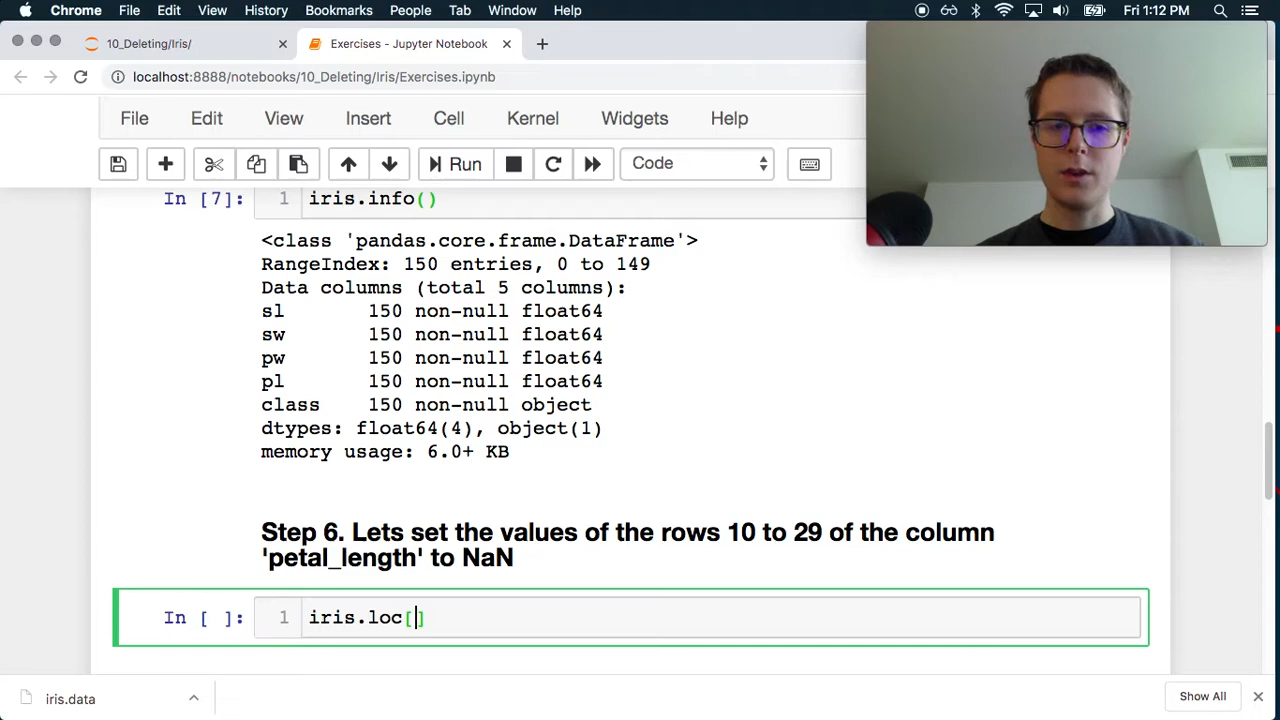 Chrome File Edit View History Bookmarks People Tab Window Help Fri 1:12 PM
10_Deleting/Iris/ Exercises - Jupyter Notebook
localhost:8888/notebooks/10_Deleting/Iris/Exercises.ipynb
File Edit View Insert Cell Kernel Widgets Help
Run Code
In [7]: 1 iris.info()
<class 'pandas.core.frame.DataFrame'>
RangeIndex: 150 entries, 0 to 149
Data columns (total 5 columns):
sl 150 non-null float64
sw 150 non-null float64
pw 150 non-null float64
pl 150 non-null float64
class 150 non-null object
dtypes: float64(4), object(1)
memory usage: 6.0+ KB
Step 6. Lets set the values of the rows 10 to 29 of the column
'petal_length' to NaN
In [ ]: 1 iris.loc[]
iris.data Show All